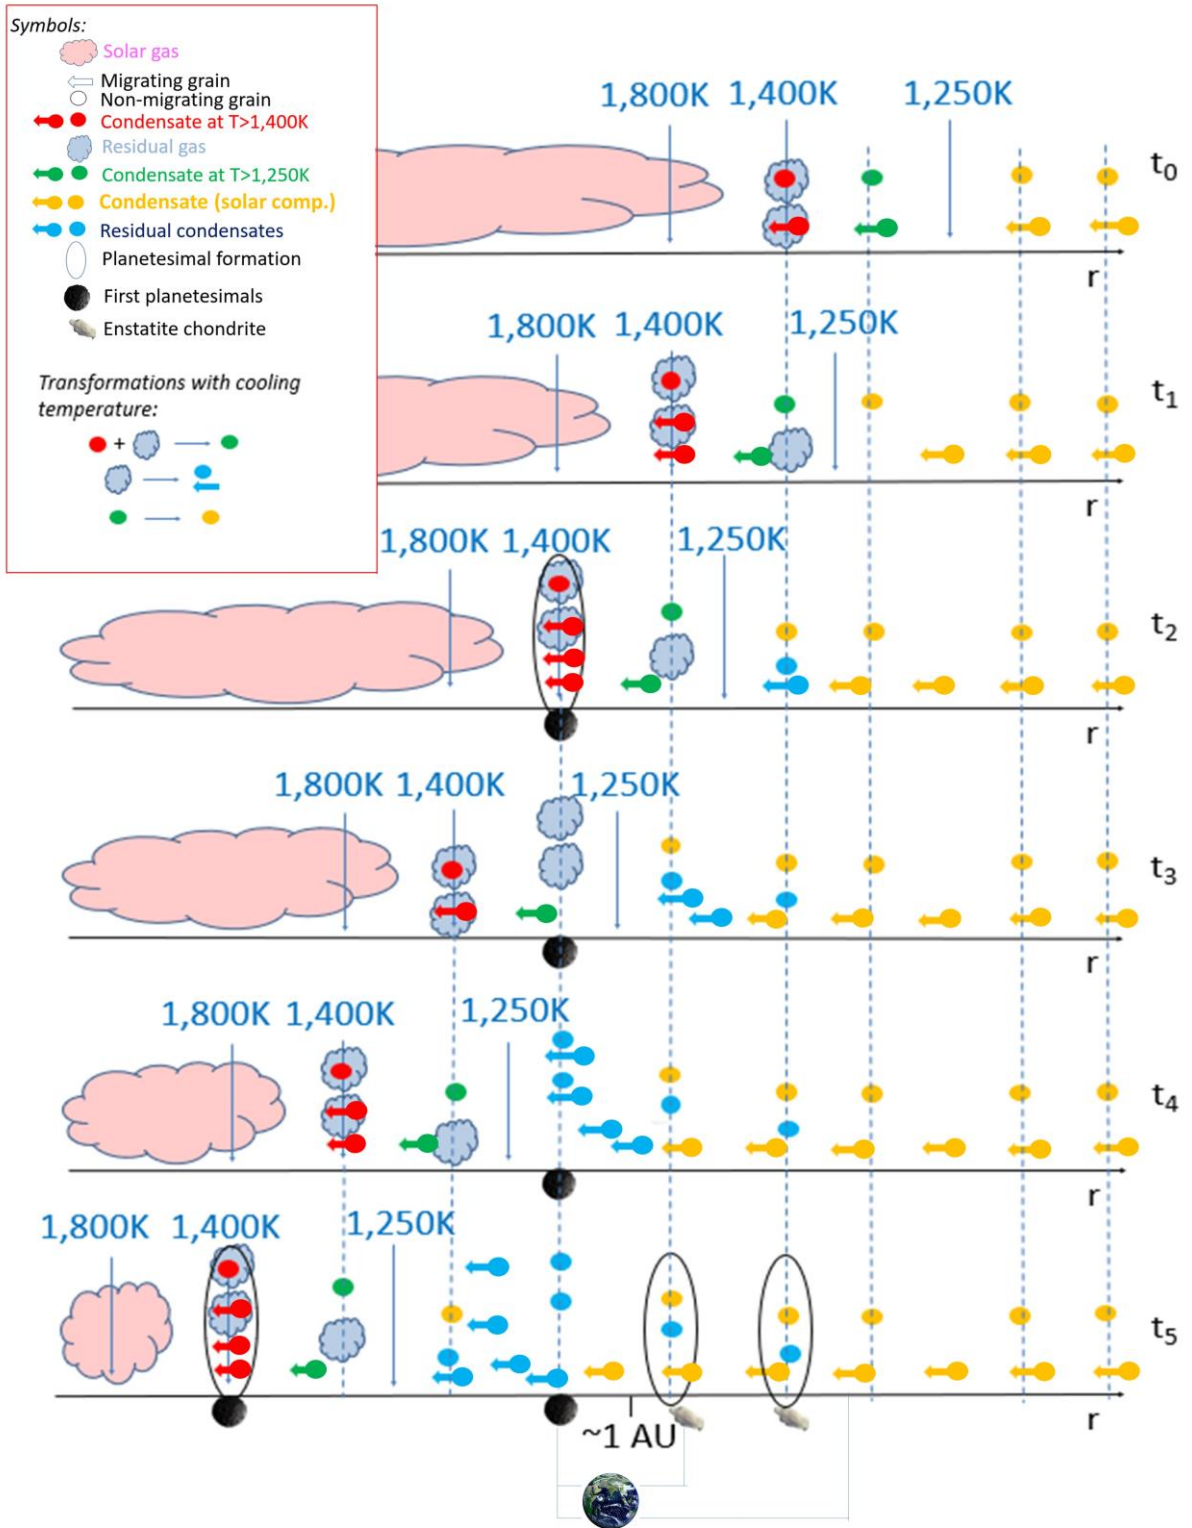 Symbols:
Solar gas
Migrating grain
Non-migrating grain
Condensate at T>1,400K
Residual gas
Condensate at T>1,250K
Condensate (solar comp.)
Residual condensates
Planetesimal formation
First planetesimals
Enstatite chondrite
Transformations with cooling
temperature:
+
1,800K 1,400K 1,250K
t0
r
1,800K 1,400K 1,250K
t1
r
1,800K 1,400K 1,250K
t2
r
1,800K 1,400K 1,250K
t3
r
1,800K 1,400K 1,250K
t4
r
1,800K 1,400K 1,250K
t5
r
~1 AU